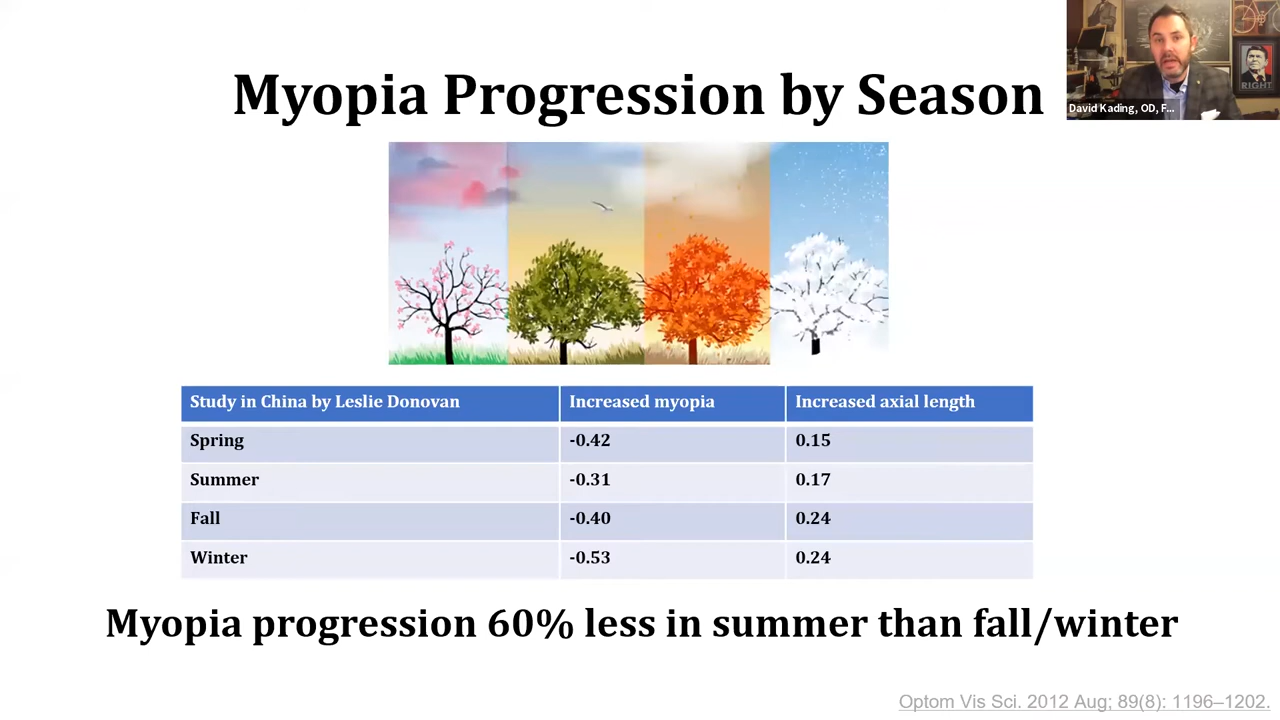 Myopia Progression by Season
RIGHT
David Kading, OD, F...
Study in China by Leslie Donovan Increased myopia Increased axial length
Spring -0.42 0.15
Summer -0.31 0.17
Fall -0.40 0.24
Winter -0.53 0.24
Myopia progression 60% less in summer than fall/winter
Optom Vis Sci. 2012 Aug; 89(8): 1196–1202.